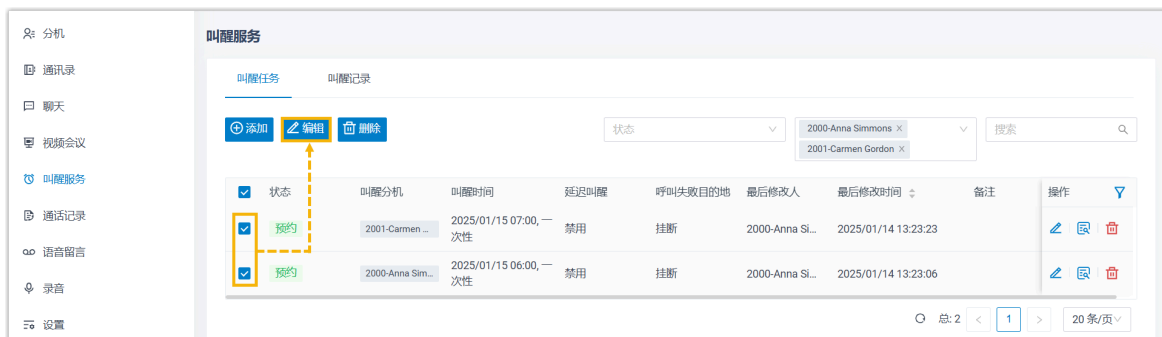 分机
通讯录
聊天
视频会议
叫醒服务
通话记录
语音留言
录音
设置
叫醒服务
叫醒任务 叫醒记录
添加 编辑 删除 状态 2000-Anna Simmons × 2001-Carmen Gordon × 搜索
状态 叫醒分机 叫醒时间 延迟叫醒 呼叫失败目的地 最后修改人 最后修改时间 备注 操作
预约 2001-Carmen ... 2025/01/15 07:00, 一次性 禁用 挂断 2000-Anna Si... 2025/01/14 13:23:23
预约 2000-Anna Sim... 2025/01/15 06:00, 一次性 禁用 挂断 2000-Anna Si... 2025/01/14 13:23:06
总: 2 < 1 > 20 条/页